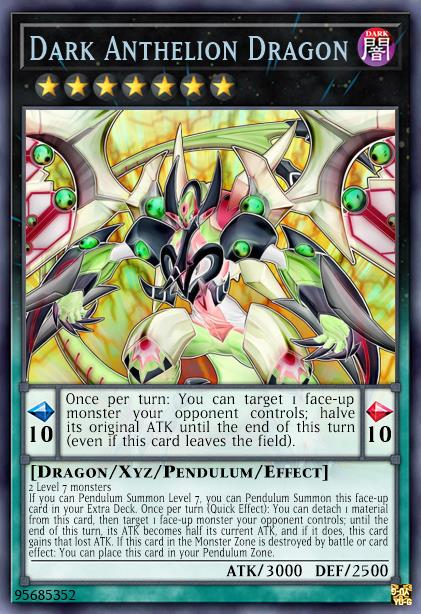 DARK ANTHELION DRAGON
DARK
闇
Once per turn: You can target 1 face-up
monster your opponent controls; halve
its original ATK until the end of this turn
(even if this card leaves the field).
10
10
[DRAGON/XYZ/PENDULUM/EFFECT]
2 Level 7 monsters
If you can Pendulum Summon Level 7, you can Pendulum Summon this face-up
card in your Extra Deck. Once per turn (Quick Effect): You can detach 1 material
from this card, then target 1 face-up monster your opponent controls; until the
end of this turn, its ATK becomes half its current ATK, and if it does, this card
gains that lost ATK. If this card in the Monster Zone is destroyed by battle or card
effect: You can place this card in your Pendulum Zone.
ATK/3000 DEF/2500
95685352